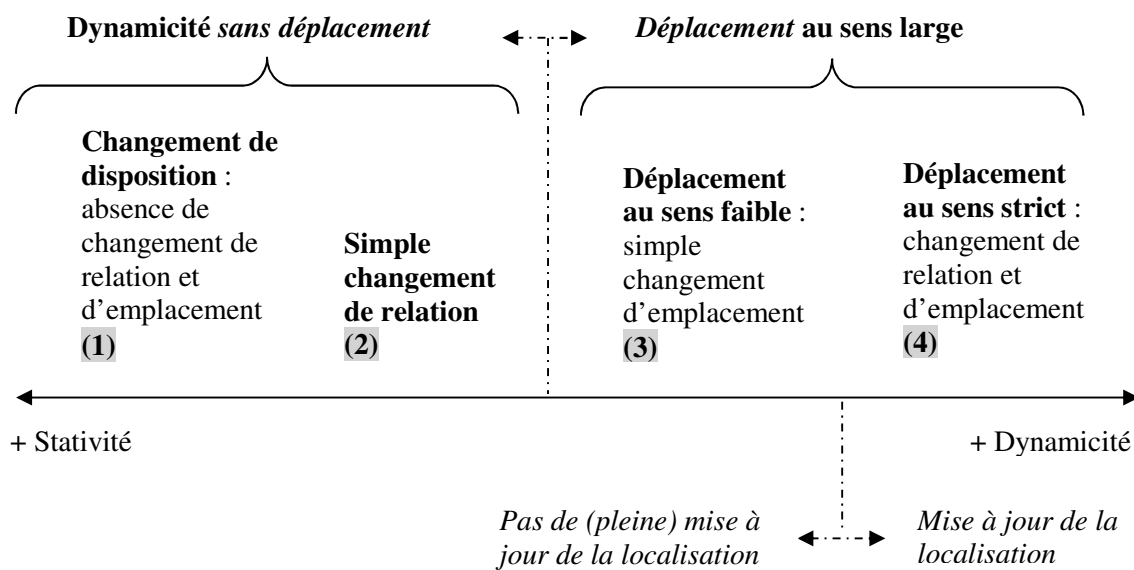 Dynamicité sans déplacement
Déplacement au sens large
Changement de
disposition :
absence de
changement de
relation et
d’emplacement
(1)
Simple
changement
de relation
(2)
Déplacement
au sens faible :
simple
changement
d’emplacement
(3)
Déplacement
au sens strict :
changement de
relation et
d’emplacement
(4)
+ Stativité
+ Dynamicité
Pas de (pleine) mise à
jour de la localisation
Mise à jour de la
localisation